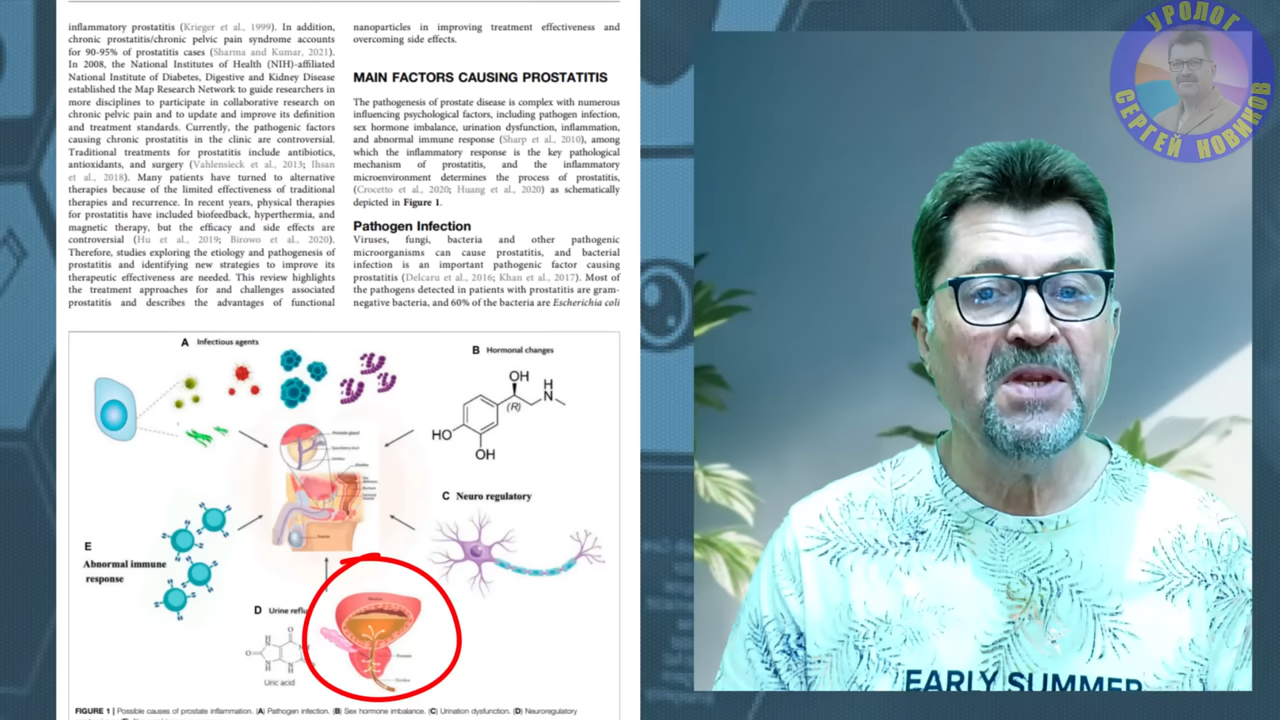 inflammatory prostatitis (Krieger et al., 1999). In addition,
chronic prostatitis/chronic pelvic pain syndrome accounts
for 90-95% of prostatitis cases (Sharma and Kumar, 2021).
In 2008, the National Institutes of Health (NIH)-affiliated
National Institute of Diabetes, Digestive and Kidney Disease
established the Map Research Network to guide researchers in
more disciplines to participate in collaborative research on
chronic pelvic pain and to update and improve its definition
and treatment standards. Currently, the pathogenic factors
causing chronic prostatitis in the clinic are controversial.
Traditional treatments for prostatitis include antibiotics,
antioxidants, and surgery (Vahlensieck et al., 2013; Ihsan
et al., 2018). Many patients have turned to alternative
therapies because of the limited effectiveness of traditional
therapies and recurrence. In recent years, physical therapies
for prostatitis have included biofeedback, hyperthermia, and
magnetic therapy, but the efficacy and side effects are
controversial (Hu et al., 2019; Birowo et al., 2020).
Therefore, studies exploring the etiology and pathogenesis of
prostatitis and identifying new strategies to improve its
therapeutic effectiveness are needed. This review highlights
the treatment approaches for and challenges associated
prostatitis and describes the advantages of functional
nanoparticles in improving treatment effectiveness and
overcoming side effects.
MAIN FACTORS CAUSING PROSTATITIS
The pathogenesis of prostate disease is complex with numerous
influencing psychological factors, including pathogen infection,
sex hormone imbalance, urination dysfunction, inflammation,
and abnormal immune response (Sharp et al., 2010), among
which the inflammatory response is the key pathological
mechanism of prostatitis, and the inflammatory
microenvironment determines the process of prostatitis,
(Crocetto et al., 2020; Huang et al., 2020) as schematically
depicted in Figure 1.
Pathogen Infection
Viruses, fungi, bacteria and other pathogenic
microorganisms can cause prostatitis, and bacterial
infection is an important pathogenic factor causing
prostatitis (Delcaru et al., 2016; Khan et al., 2017). Most of
the pathogens detected in patients with prostatitis are gram-
negative bacteria, and 60% of the bacteria are Escherichia coli
A Infectious agents
B Hormonal changes
OH
H
N
(R)
HO
OH
C Neuro regulatory
E
Abnormal immune
response
D Urine reflu
O
H
N
O
Uric acid
FIGURE 1 | Possible causes of prostate inflammation. (A) Pathogen infection. (B) Sex hormone imbalance. (C) Urination dysfunction. (D) Neuroregulatory
УРОЛОГ
СЕРГЕЙ НОВИКОВ
EARLY SUMMER